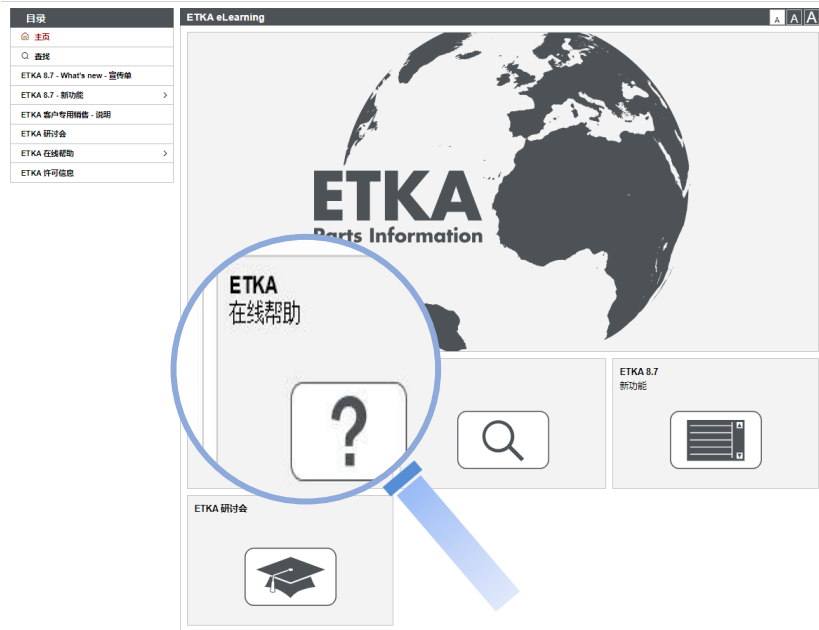 目录
主页
查找
ETKA 8.7 - What's new - 宣传单
ETKA 8.7 - 新功能
ETKA 客户专用销售 - 说明
ETKA 研讨会
ETKA 在线帮助
ETKA 许可信息
ETKA eLearning
A A A
ETKA
Parts Information
ETKA
在线帮助
?
ETKA 8.7
新功能
ETKA 研讨会